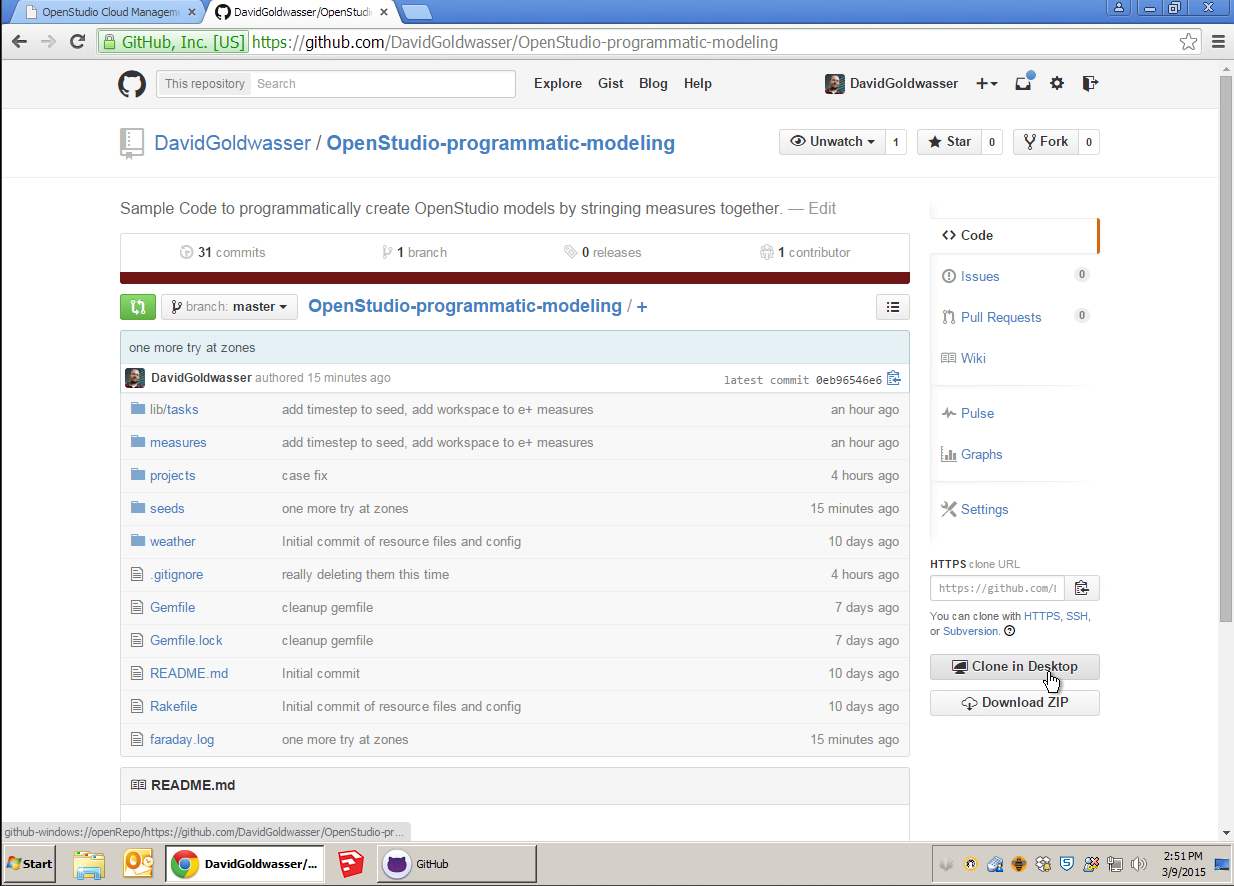 OpenStudio Cloud Managem
DavidGoldwasser/OpenStudi
GitHub, Inc. [US] https://github.com/DavidGoldwasser/OpenStudio-programmatic-modeling
This repository Search Explore Gist Blog Help DavidGoldwasser
DavidGoldwasser / OpenStudio-programmatic-modeling
Unwatch 1 Star 0 Fork 0
Sample Code to programmatically create OpenStudio models by stringing measures together. — Edit
31 commits 1 branch 0 releases 1 contributor
branch: master OpenStudio-programmatic-modeling / +
one more try at zones
DavidGoldwasser authored 15 minutes ago latest commit 0eb96546e6
lib/tasks add timestep to seed, add workspace to e+ measures an hour ago
measures add timestep to seed, add workspace to e+ measures an hour ago
projects case fix 4 hours ago
seeds one more try at zones 15 minutes ago
weather Initial commit of resource files and config 10 days ago
.gitignore really deleting them this time 4 hours ago
Gemfile cleanup gemfile 7 days ago
Gemfile.lock cleanup gemfile 7 days ago
README.md Initial commit 10 days ago
Rakefile Initial commit of resource files and config 10 days ago
faraday.log one more try at zones 15 minutes ago
README.md
Code
Issues 0
Pull Requests 0
Wiki
Pulse
Graphs
Settings
HTTPS clone URL
https://github.com/
You can clone with HTTPS, SSH,
or Subversion.
Clone in Desktop
Download ZIP
github-windows://openRepo/https://github.com/DavidGoldwasser/OpenStudio-pr...
Start
DavidGoldwasser/...
GitHub
2:51 PM
3/9/2015